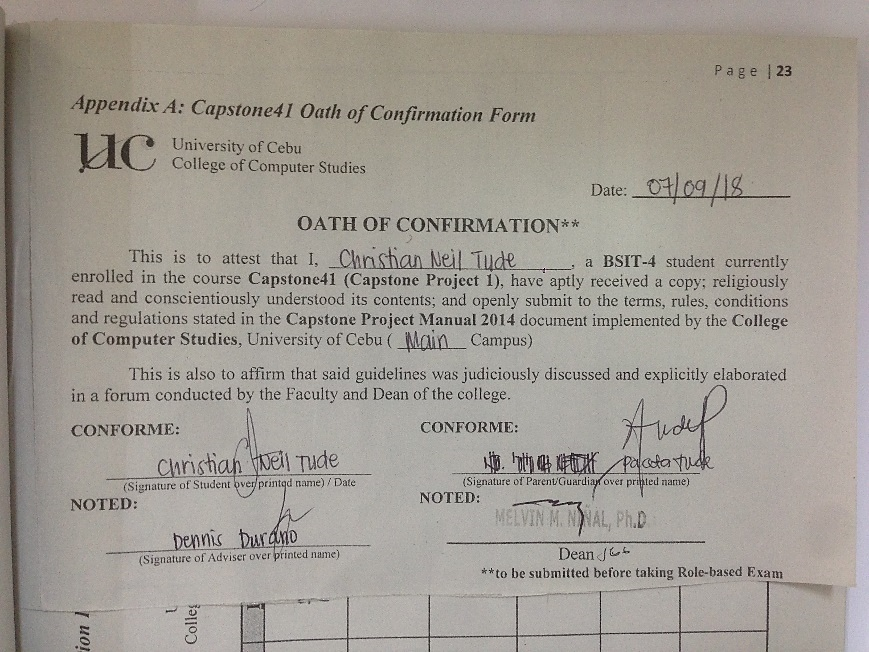 Page | 23
Appendix A: Capstone41 Oath of Confirmation Form
UC University of Cebu
College of Computer Studies
Date: 07/09/18
OATH OF CONFIRMATION**
This is to attest that I, Christian Neil Tude, a BSIT-4 student currently
enrolled in the course Capstone41 (Capstone Project 1), have aptly received a copy; religiously
read and conscientiously understood its contents; and openly submit to the terms, rules, conditions
and regulations stated in the Capstone Project Manual 2014 document implemented by the College
of Computer Studies, University of Cebu ( Main Campus)
This is also to affirm that said guidelines was judiciously discussed and explicitly elaborated
in a forum conducted by the Faculty and Dean of the college.
CONFORME:
Christian Neil Tude
(Signature of Student over printed name) / Date
NOTED:
Dennis Durano
(Signature of Adviser over printed name)
CONFORME:
Tude
(Signature of Parent/Guardian over printed name)
NOTED:
MELVIN M. NIÑAL, Ph.D
Dean
**to be submitted before taking Role-based Exam
Colleg
ion 1